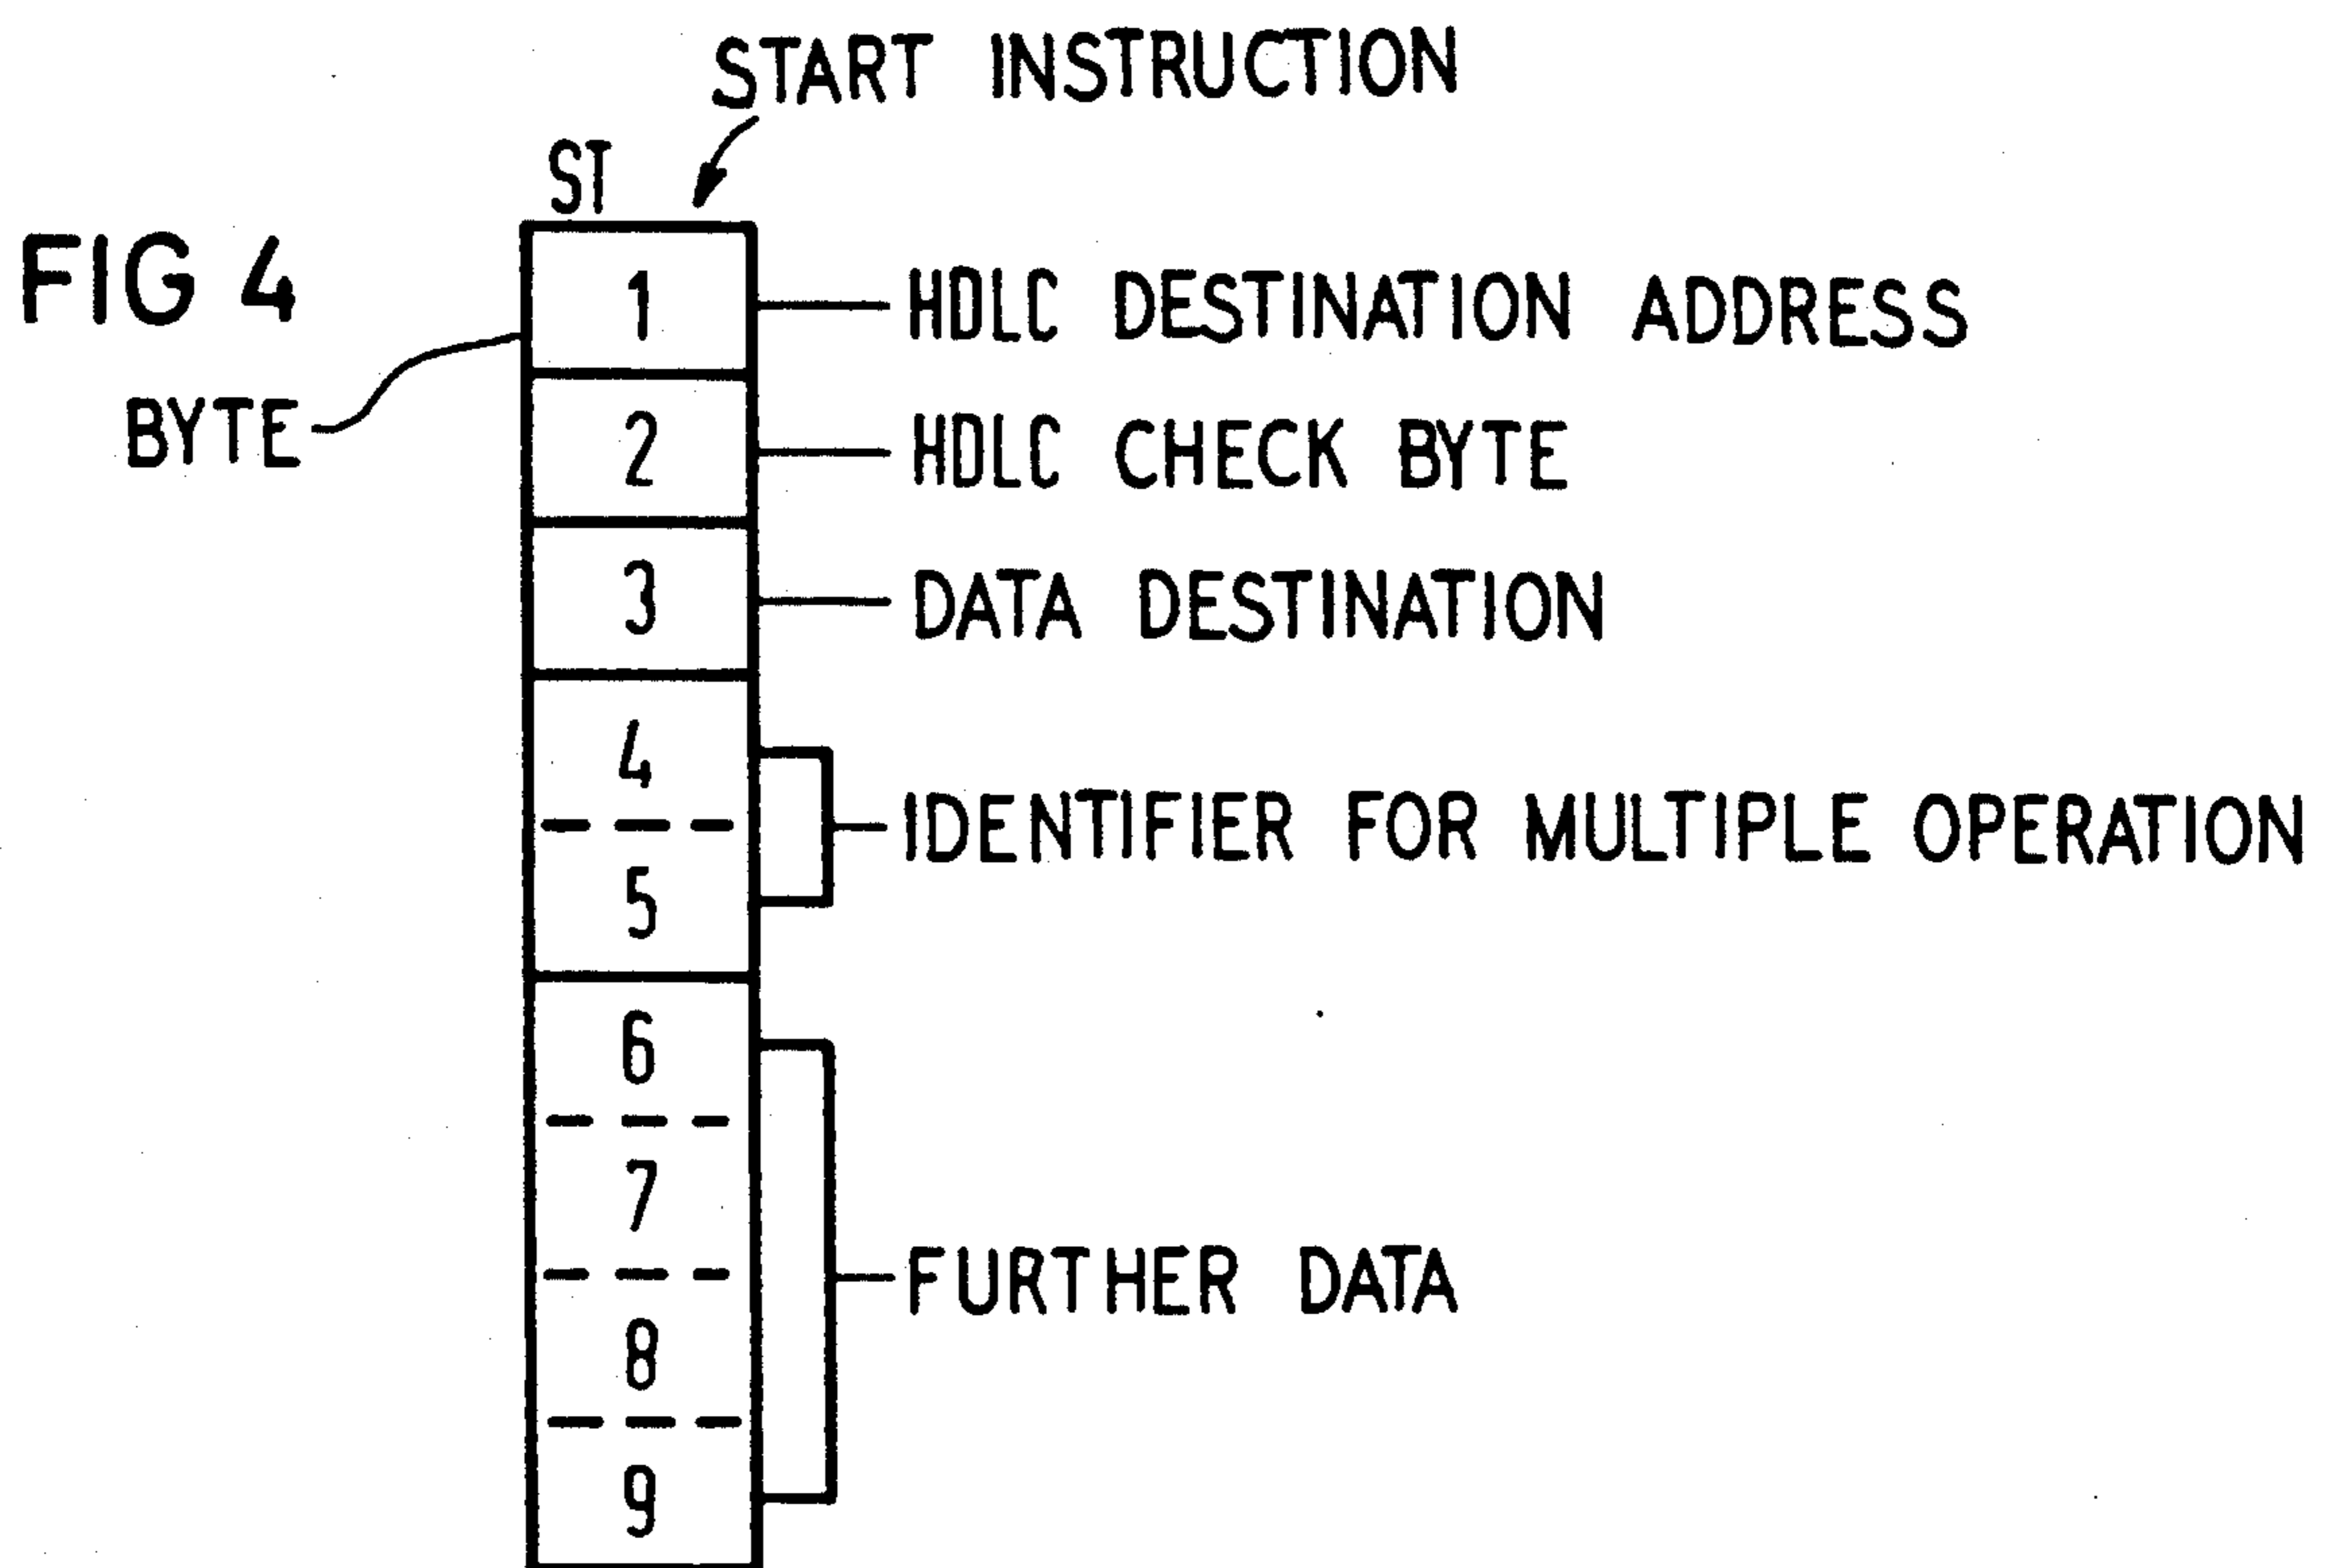 START INSTRUCTION
ST
FIG 4
1
HDLC DESTINATION ADDRESS
BYTE
2
HDLC CHECK BYTE
3
DATA DESTINATION
4
IDENTIFIER FOR MULTIPLE OPERATION
5
6
7
FURTHER DATA
8
9